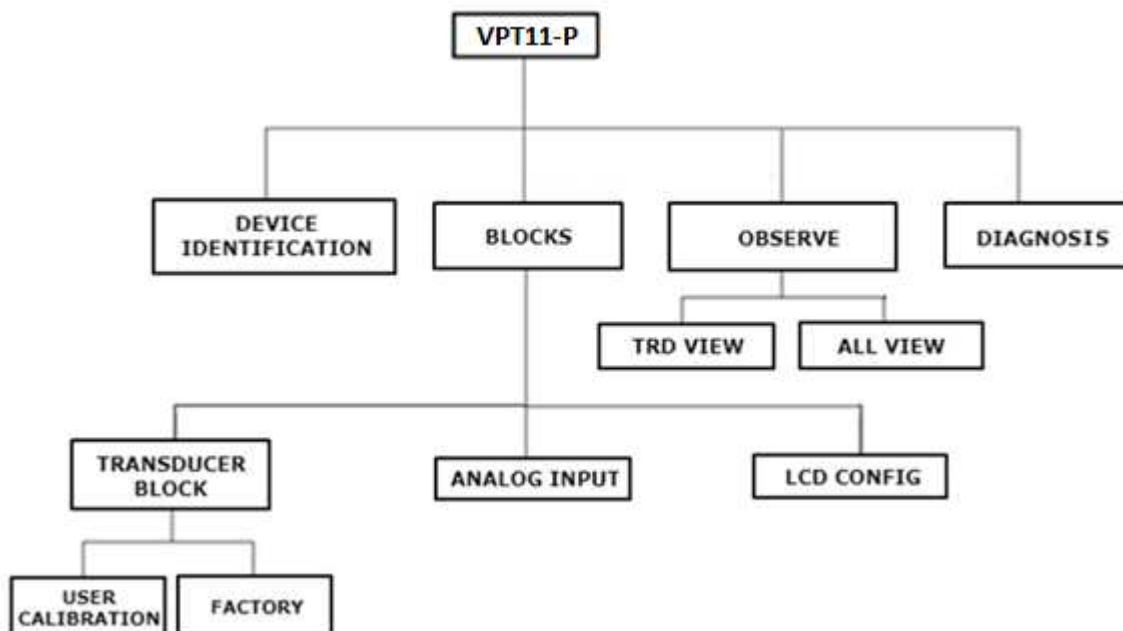 VPT11-P
DEVICE
IDENTIFICATION
BLOCKS
OBSERVE
DIAGNOSIS
TRD VIEW
ALL VIEW
TRANSDUCER
BLOCK
ANALOG INPUT
LCD CONFIG
USER
CALIBRATION
FACTORY